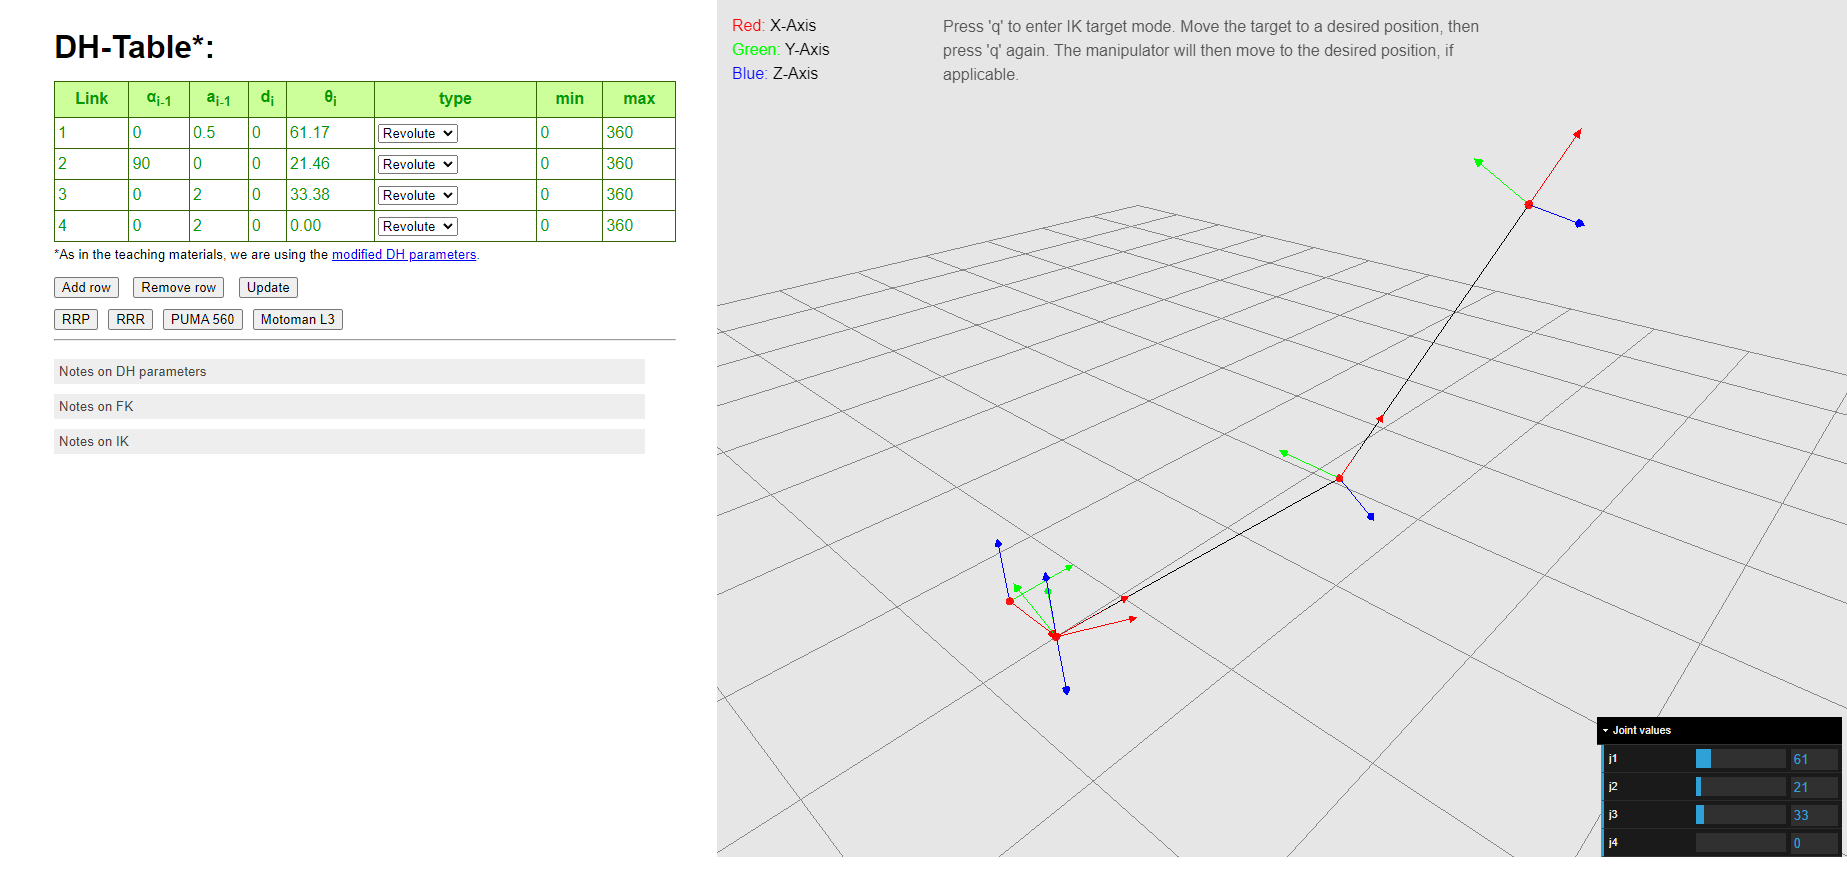 DH-Table*:
Link αi-1 ai-1 di θi type min max
1 0 0.5 0 61.17 Revolute 0 360
2 90 0 0 21.46 Revolute 0 360
3 0 2 0 33.38 Revolute 0 360
4 0 2 0 0.00 Revolute 0 360
*As in the teaching materials, we are using the modified DH parameters.
Add row Remove row Update
RRP RRR PUMA 560 Motoman L3
Notes on DH parameters
Notes on FK
Notes on IK
Red: X-Axis
Green: Y-Axis
Blue: Z-Axis
Press 'q' to enter IK target mode. Move the target to a desired position, then
press 'q' again. The manipulator will then move to the desired position, if
applicable.
Joint values
j1 61
j2 21
j3 33
j4 0